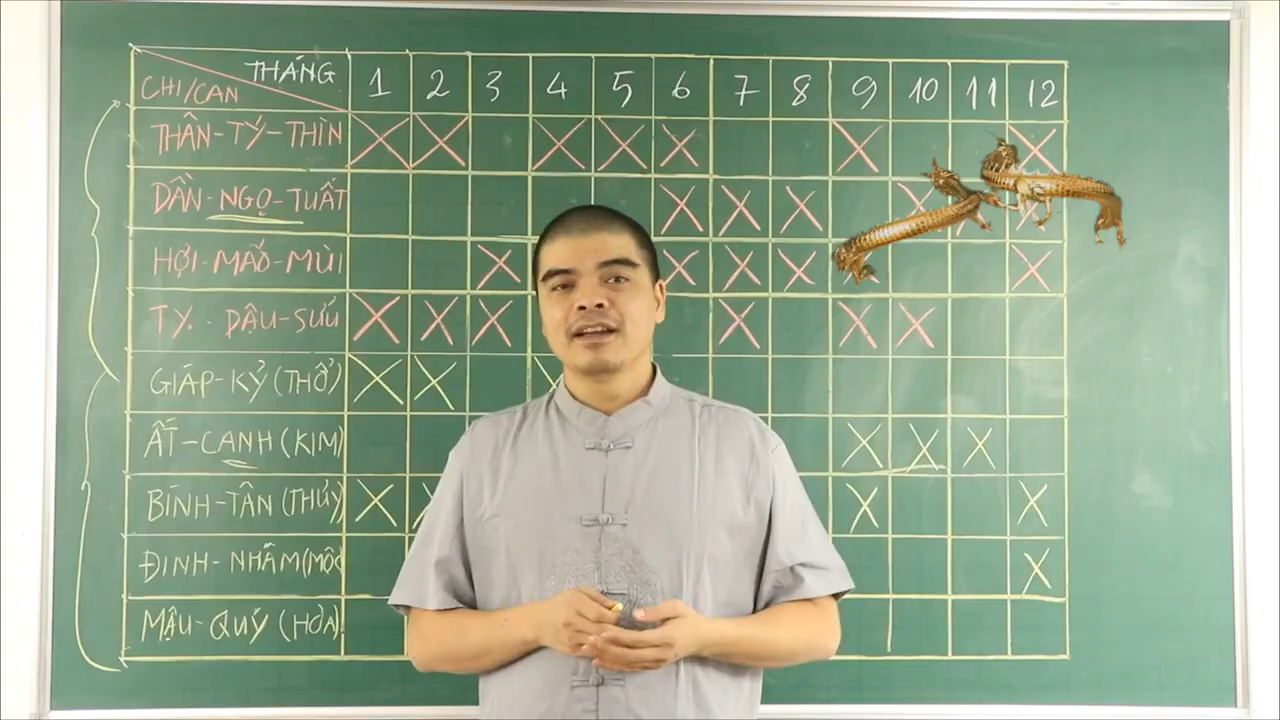 THÁNG 1 2 3 4 5 6 7 8 9 10 11 12
CHI/CAN
THÂN-TÝ-THÌN X X X X X X X
DẦN-NGỌ-TUẤT X X X X
HỢI-MÃO-MÙI X X X X X
TỴ. DẬU-SỬU X X X X X X
GIÁP-KỶ (THỔ) X X
ẤT-CANH (KIM) X X X
BÍNH-TÂN (THỦY) X X X
ĐINH-NHÂM (MỘC X
MẬU-QUÝ (HỎA)